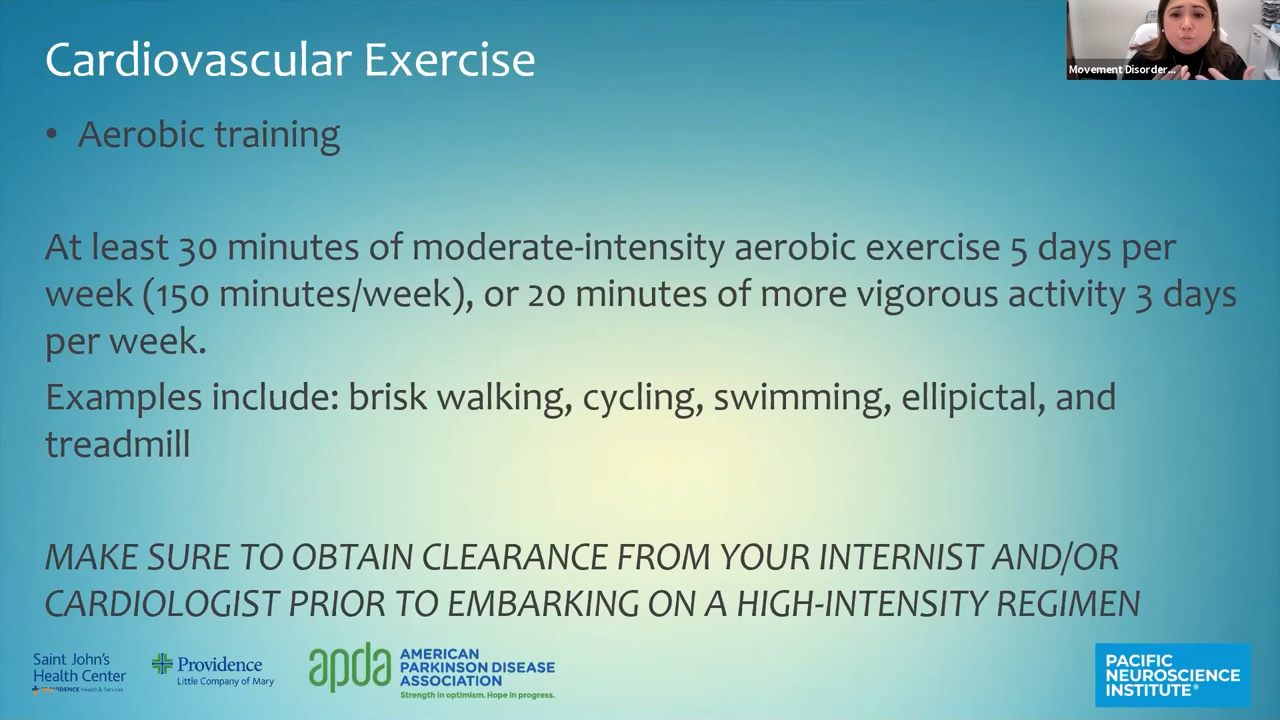 Cardiovascular Exercise
Movement Disorder...
• Aerobic training
At least 30 minutes of moderate-intensity aerobic exercise 5 days per
week (150 minutes/week), or 20 minutes of more vigorous activity 3 days
per week.
Examples include: brisk walking, cycling, swimming, ellipictal, and
treadmill
MAKE SURE TO OBTAIN CLEARANCE FROM YOUR INTERNIST AND/OR
CARDIOLOGIST PRIOR TO EMBARKING ON A HIGH-INTENSITY REGIMEN
Saint John's
Health Center
PROVIDENCE Health & Services
Providence
Little Company of Mary
apda
AMERICAN
PARKINSON DISEASE
ASSOCIATION
Strength in optimism. Hope in progress.
PACIFIC
NEUROSCIENCE
INSTITUTE®